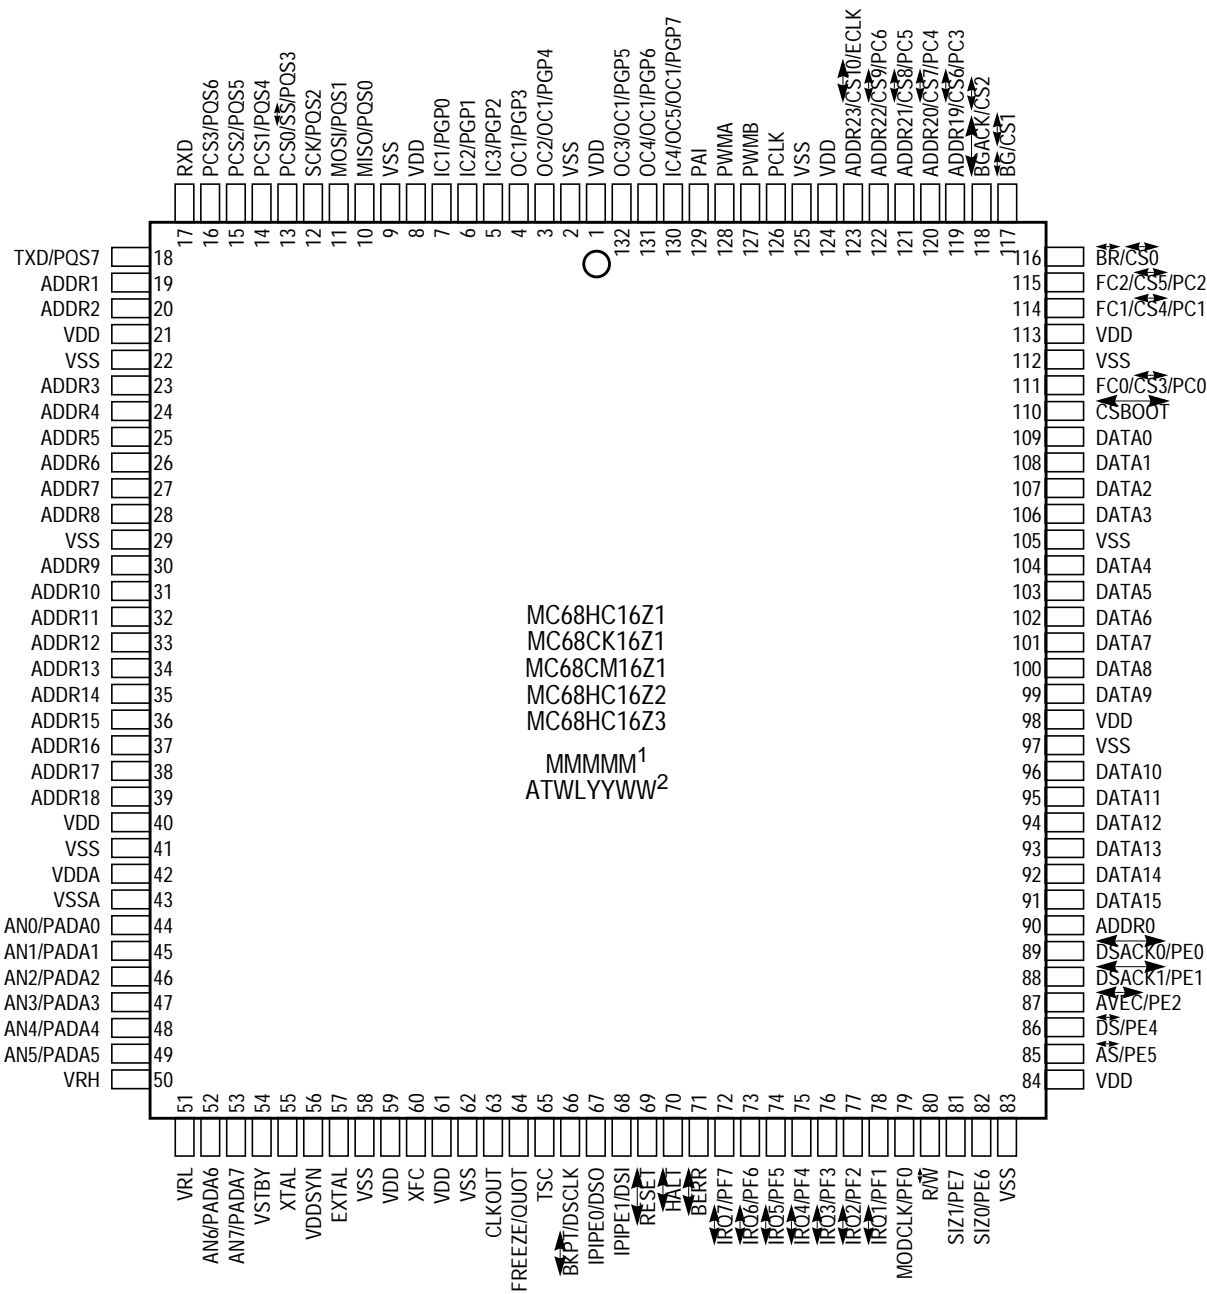 RXD
PCS3/PQS6
PCS2/PQS5
PCS1/PQS4
PCS0/SS/PQS3
SCK/PQS2
MOSI/PQS1
MISO/PQS0
VSS
VDD
IC1/PGP0
IC2/PGP1
IC3/PGP2
OC1/PGP3
OC2/OC1/PGP4
VSS
VDD
OC3/OC1/PGP5
OC4/OC1/PGP6
IC4/OC5/OC1/PGP7
PAI
PWMA
PWMB
PCLK
VSS
VDD
ADDR23/CS10/ECLK
ADDR22/CS9/PC6
ADDR21/CS8/PC5
ADDR20/CS7/PC4
ADDR19/CS6/PC3
BGACK/CS2
BG/CS1
17 16 15 14 13 12 11 10 9 8 7 6 5 4 3 2 1 132 131 130 129 128 127 126 125 124 123 122 121 120 119 118 117
TXD/PQS7 18
ADDR1 19
ADDR2 20
VDD 21
VSS 22
ADDR3 23
ADDR4 24
ADDR5 25
ADDR6 26
ADDR7 27
ADDR8 28
VSS 29
ADDR9 30
ADDR10 31
ADDR11 32
ADDR12 33
ADDR13 34
ADDR14 35
ADDR15 36
ADDR16 37
ADDR17 38
ADDR18 39
VDD 40
VSS 41
VDDA 42
VSSA 43
AN0/PADA0 44
AN1/PADA1 45
AN2/PADA2 46
AN3/PADA3 47
AN4/PADA4 48
AN5/PADA5 49
VRH 50
MC68HC16Z1
MC68CK16Z1
MC68CM16Z1
MC68HC16Z2
MC68HC16Z3
MMMMM1
ATWLYYWW2
116 BR/CS0
115 FC2/CS5/PC2
114 FC1/CS4/PC1
113 VDD
112 VSS
111 FC0/CS3/PC0
110 CSBOOT
109 DATA0
108 DATA1
107 DATA2
106 DATA3
105 VSS
104 DATA4
103 DATA5
102 DATA6
101 DATA7
100 DATA8
99 DATA9
98 VDD
97 VSS
96 DATA10
95 DATA11
94 DATA12
93 DATA13
92 DATA14
91 DATA15
90 ADDR0
89 DSACK0/PE0
88 DSACK1/PE1
87 AVEC/PE2
86 DS/PE4
85 AS/PE5
84 VDD
51 52 53 54 55 56 57 58 59 60 61 62 63 64 65 66 67 68 69 70 71 72 73 74 75 76 77 78 79 80 81 82 83
VRL
AN6/PADA6
AN7/PADA7
VSTBY
XTAL
VDDSYN
EXTAL
VSS
VDD
XFC
VDD
VSS
CLKOUT
FREEZE/QUOT
TSC
BKPT/DSCLK
IPIPE0/DSO
IPIPE1/DSI
RESET
HALT
BERR
IRQ7/PF7
IRQ6/PF6
IRQ5/PF5
IRQ4/PF4
IRQ3/PF3
IRQ2/PF2
IRQ1/PF1
MODCLK/PF0
R/W
SIZ1/PE7
SIZ0/PE6
VSS